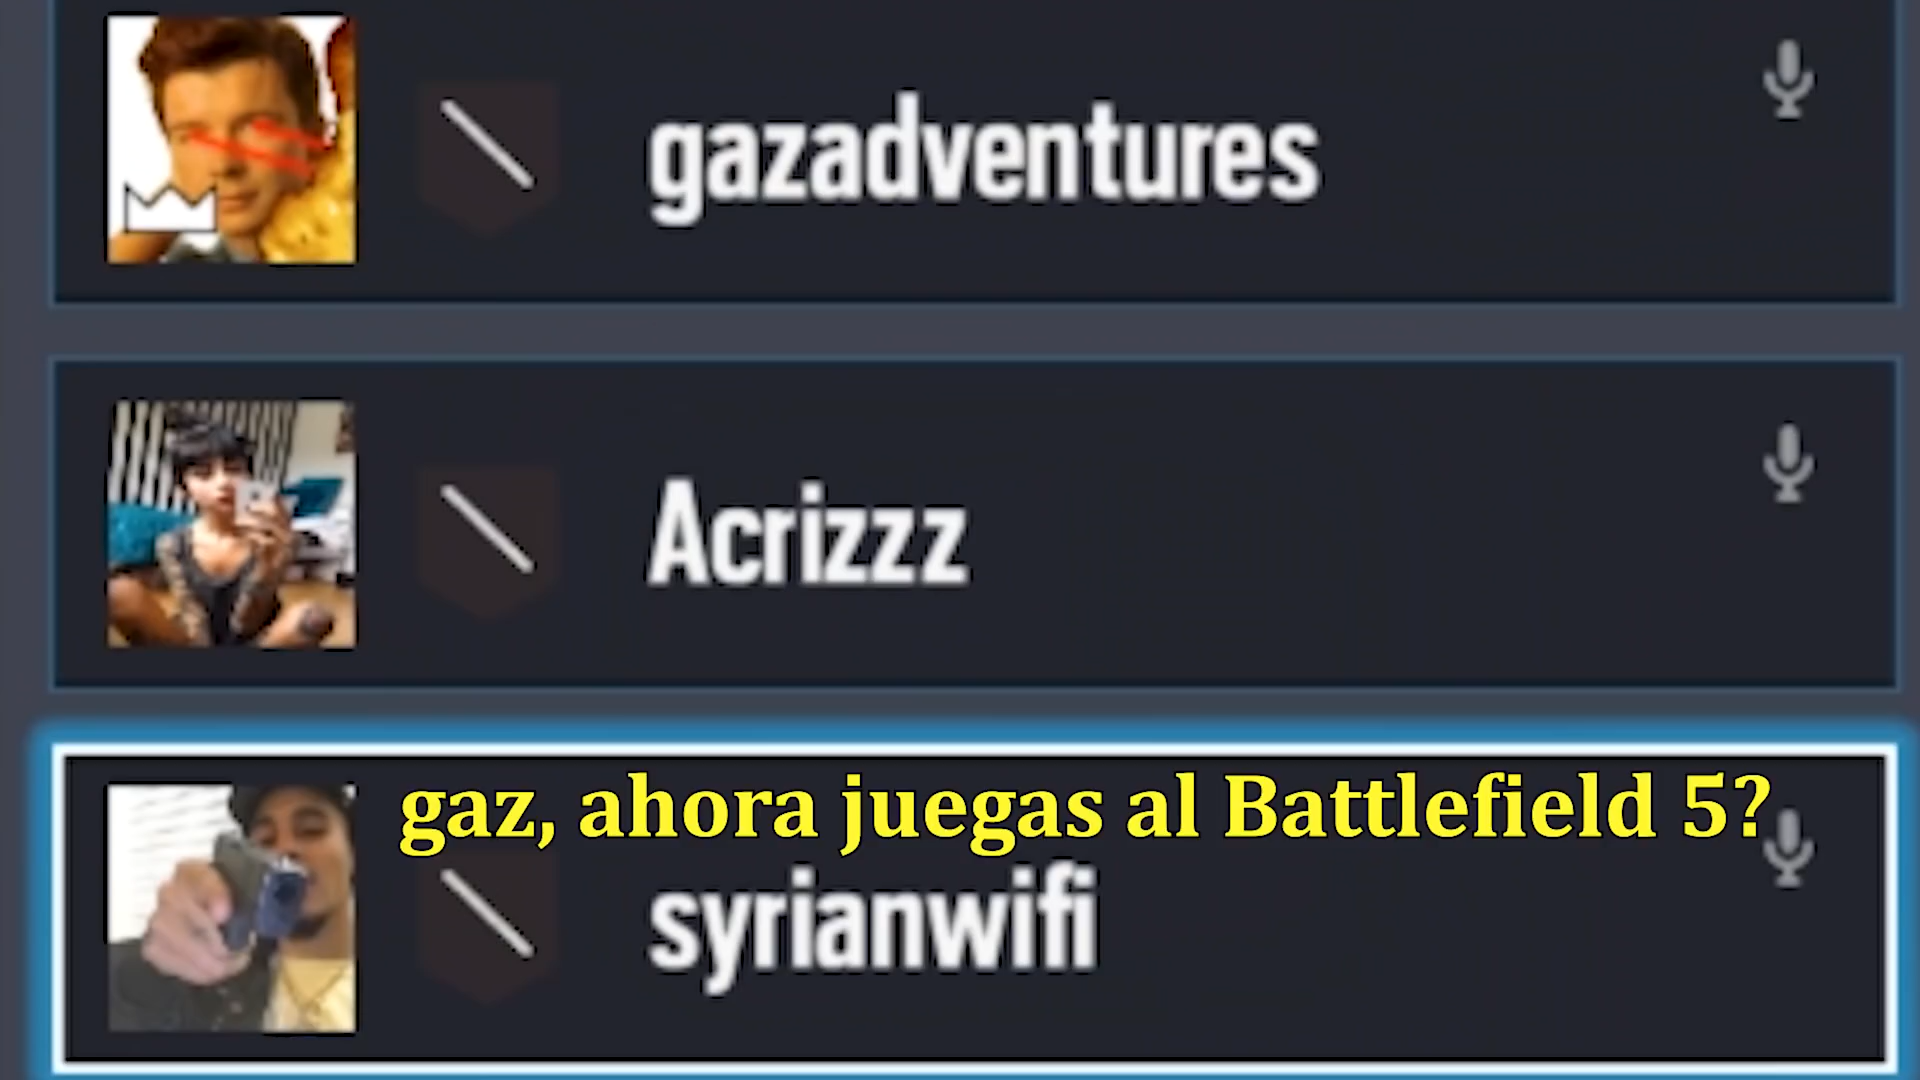 gazadventures
Acrizzz
gaz, ahora juegas al Battlefield 5?
syrianwifi